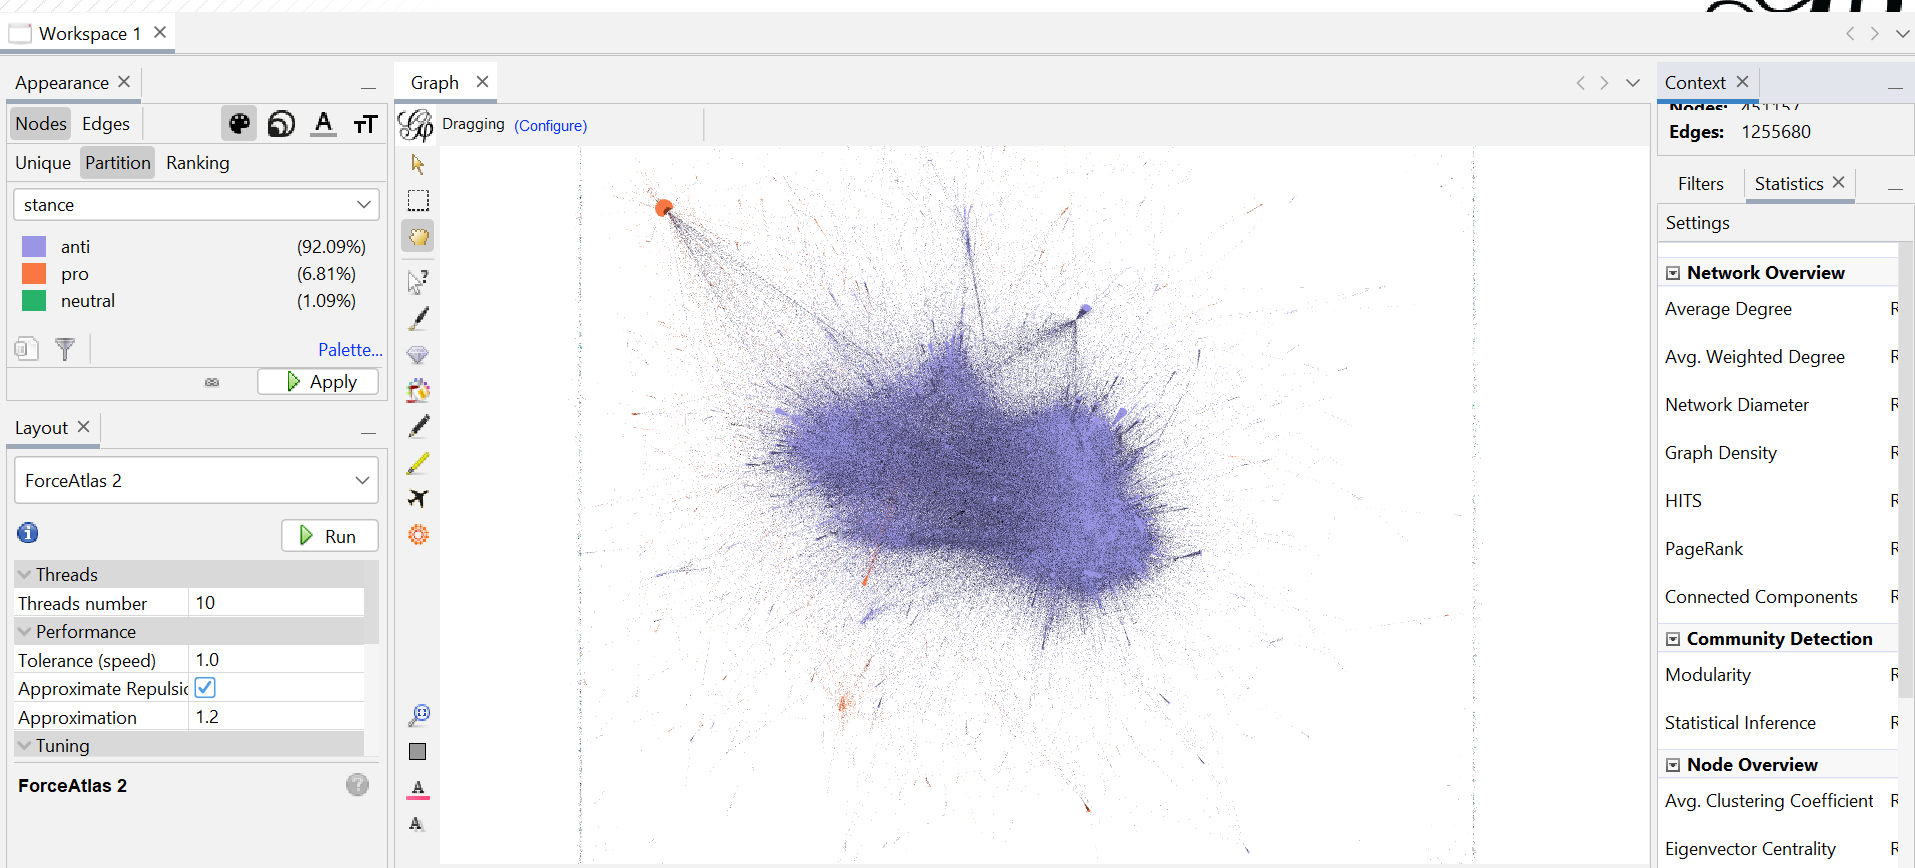 Workspace 1
Appearance
Nodes Edges
Unique Partition Ranking
stance
anti (92.09%)
pro (6.81%)
neutral (1.09%)
Palette...
Apply
Layout
ForceAtlas 2
Run
Threads
Threads number 10
Performance
Tolerance (speed) 1.0
Approximate Repulsic
Approximation 1.2
Tuning
ForceAtlas 2
Graph
Dragging (Configure)
Context
Nodes: 451157
Edges: 1255680
Filters Statistics
Settings
Network Overview
Average Degree R
Avg. Weighted Degree R
Network Diameter R
Graph Density R
HITS R
PageRank R
Connected Components R
Community Detection
Modularity R
Statistical Inference R
Node Overview
Avg. Clustering Coefficient R
Eigenvector Centrality R